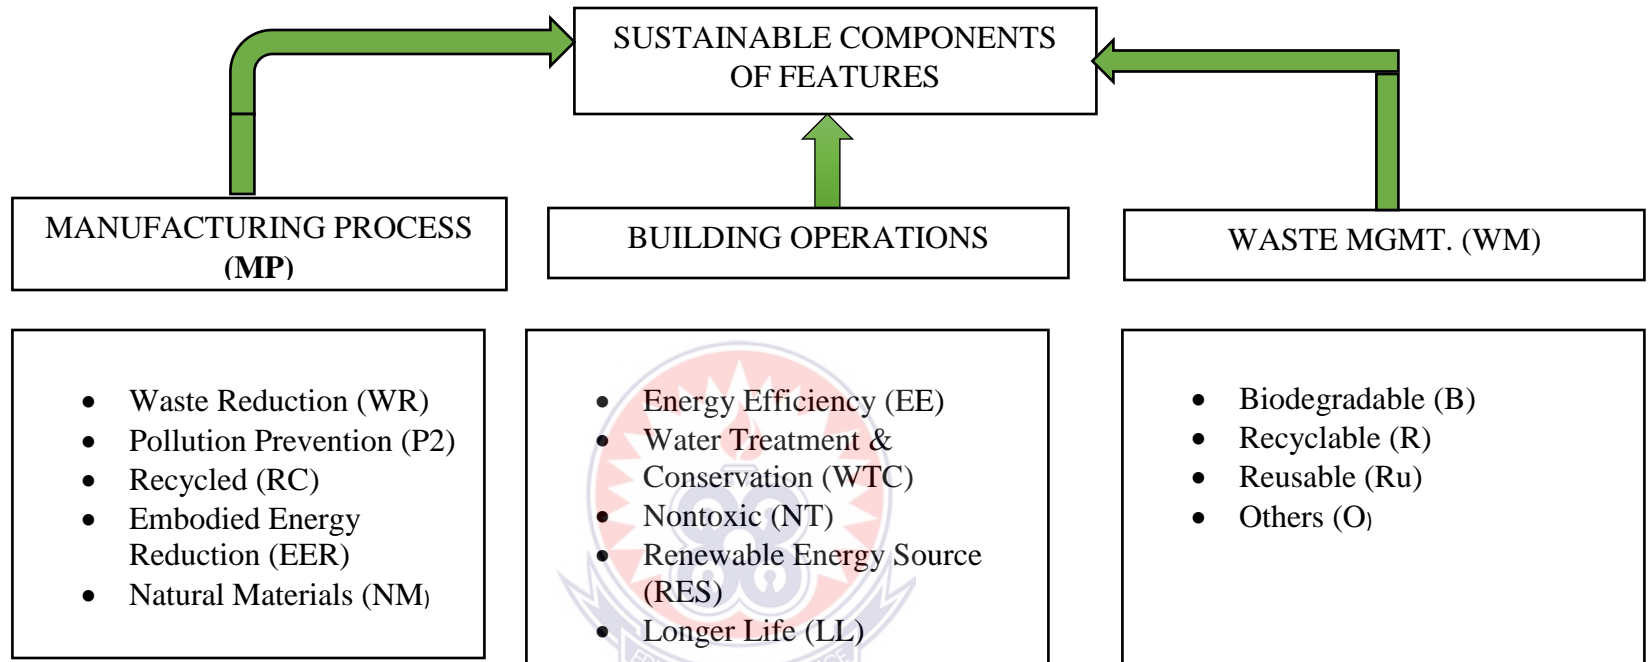 SUSTAINABLE COMPONENTS
OF FEATURES
MANUFACTURING PROCESS
(MP)
BUILDING OPERATIONS
WASTE MGMT. (WM)
• Waste Reduction (WR)
• Pollution Prevention (P2)
• Recycled (RC)
• Embodied Energy
Reduction (EER)
• Natural Materials (NM)
• Energy Efficiency (EE)
• Water Treatment &
Conservation (WTC)
• Nontoxic (NT)
• Renewable Energy Source
(RES)
• Longer Life (LL)
• Biodegradable (B)
• Recyclable (R)
• Reusable (Ru)
• Others (O)